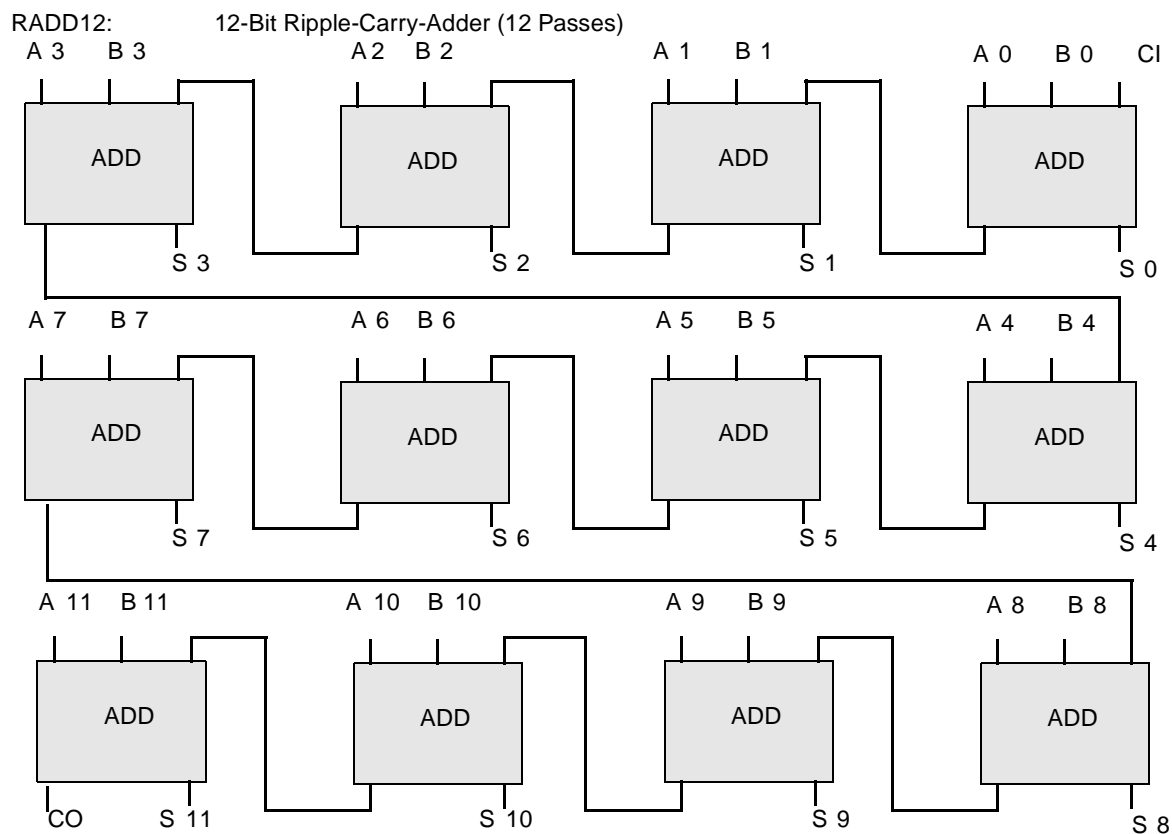 RADD12: 12-Bit Ripple-Carry-Adder (12 Passes)
A 3 B 3 A 2 B 2 A 1 B 1 A 0 B 0 CI
ADD ADD ADD ADD
S 3 S 2 S 1 S 0
A 7 B 7 A 6 B 6 A 5 B 5 A 4 B 4
ADD ADD ADD ADD
S 7 S 6 S 5 S 4
A 11 B 11 A 10 B 10 A 9 B 9 A 8 B 8
ADD ADD ADD ADD
CO S 11 S 10 S 9 S 8